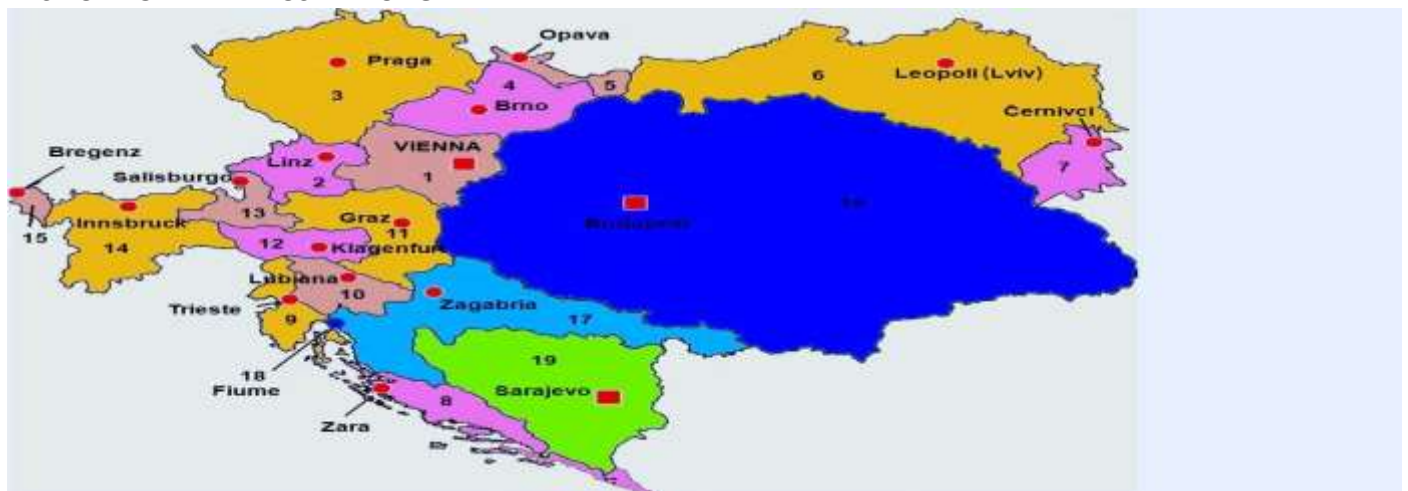 Opava
Praga
6
Leopoli (Lviv)
4
5
3
Brno
Černivci
Bregenz
VIENNA
Linz
7
Salisburgo
2
1
13
Graz
Innsbruck
15
14
12
11
Klagenfurt
Budapest
Lubiana
10
Zagabria
Trieste
9
17
19
18
Fiume
Sarajevo
8
Zara